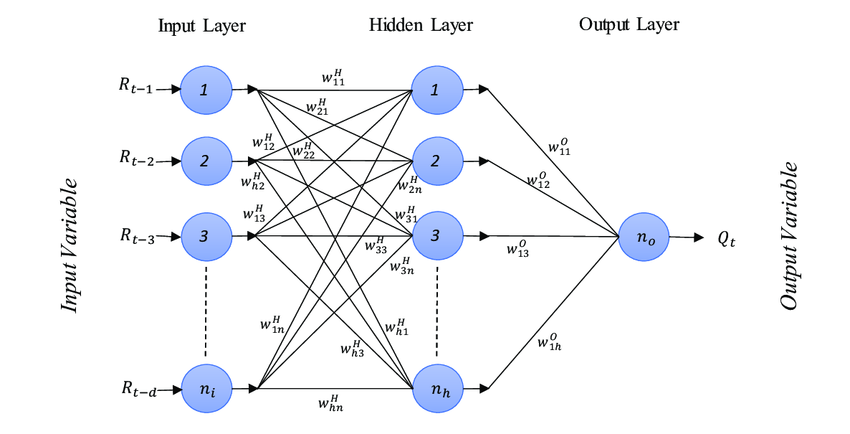 Input Layer
Hidden Layer
Output Layer
R_{t-1}
1
w_{11}^{H}
1
w_{21}^{H}
w_{12}^{H}
w_{22}^{H}
w_{11}^{O}
R_{t-2}
2
2
w_{h2}^{H}
w_{2n}^{H}
w_{12}^{O}
w_{13}^{H}
w_{31}^{H}
R_{t-3}
3
w_{33}^{H}
3
w_{13}^{O}
n_o
Q_t
w_{3n}^{H}
Input Variable
Output Variable
w_{1n}^{H}
w_{h1}^{H}
w_{h3}^{H}
w_{1h}^{O}
R_{t-d}
n_i
w_{hn}^{H}
n_h